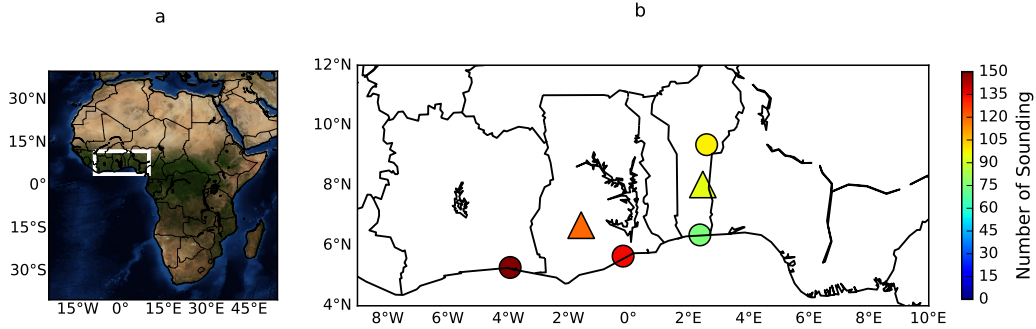 a
30°N
15°N
0°
15°S
30°S
15°W 0° 15°E 30°E 45°E
b
12°N
10°N
8°N
6°N
4°N
8°W 6°W 4°W 2°W 0° 2°E 4°E 6°E 8°E 10°E
150
135
120
105
90
75
60
45
30
15
0
Number of Sounding